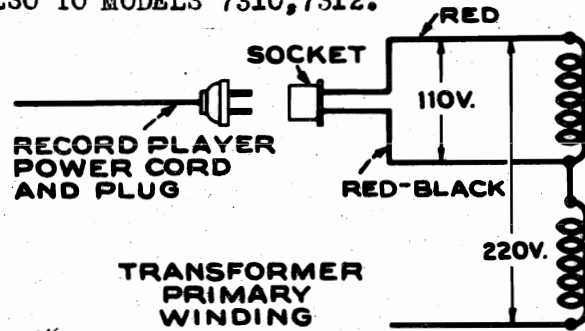 LSO TO MODELS 7310,7312.
RED
SOCKET
110V.
RECORD PLAYER
POWER CORD
AND PLUG
RED-BLACK
220V.
TRANSFORMER
PRIMARY
WINDING